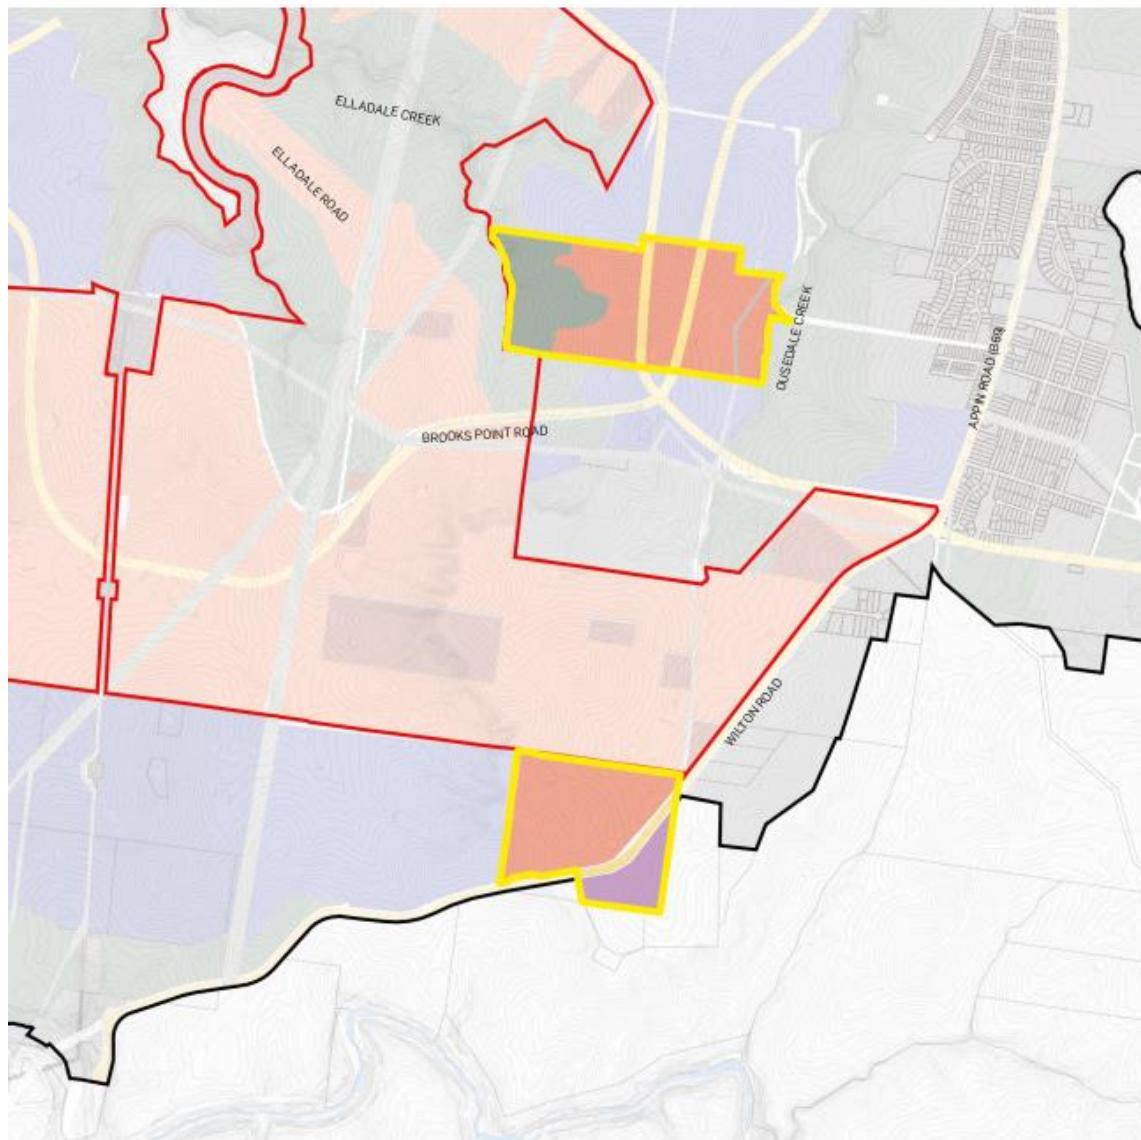 ELLADALE CREEK
ELLADALE ROAD
OUSEDALE CREEK
APPIN ROAD (B69)
BROOKS POINT ROAD
WILTON ROAD